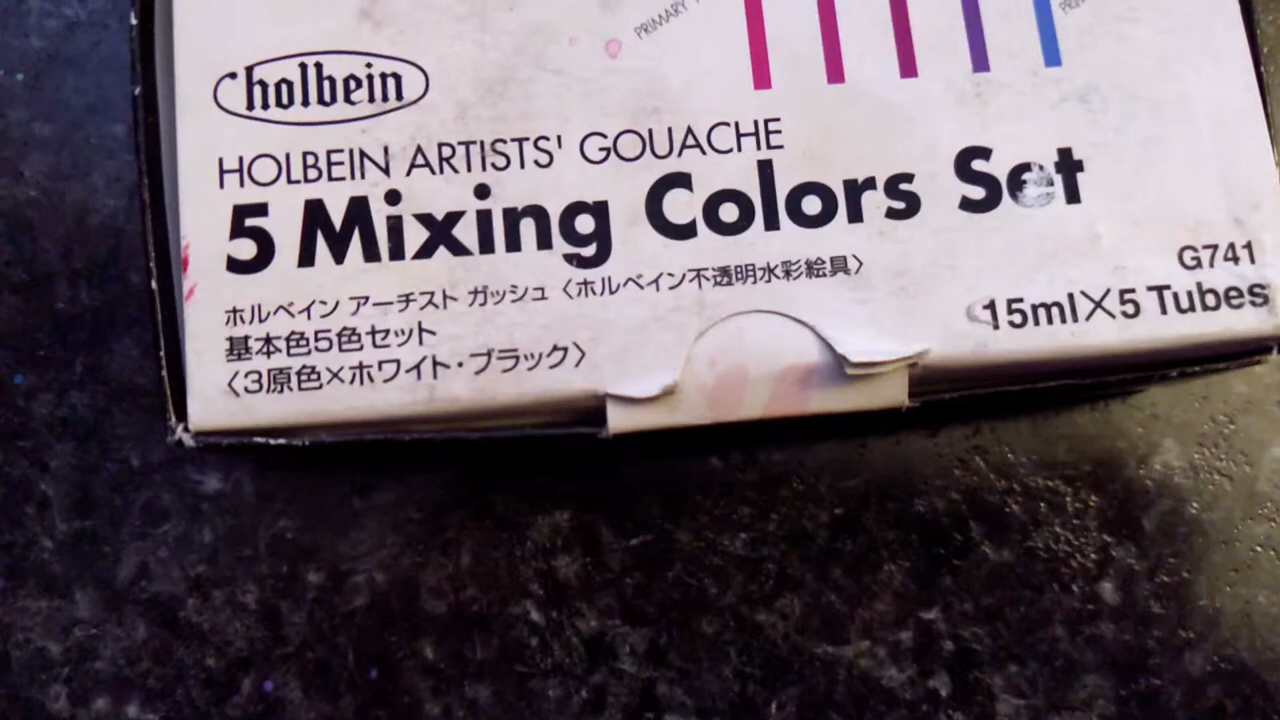 PRIMARY
holbein
HOLBEIN ARTISTS' GOUACHE
5 Mixing Colors Set
ホルベイン アーチスト ガッシュ〈ホルベイン不透明水彩絵具〉
基本色5色セット
〈3原色×ホワイト・ブラック〉
G741
15ml×5 Tubes